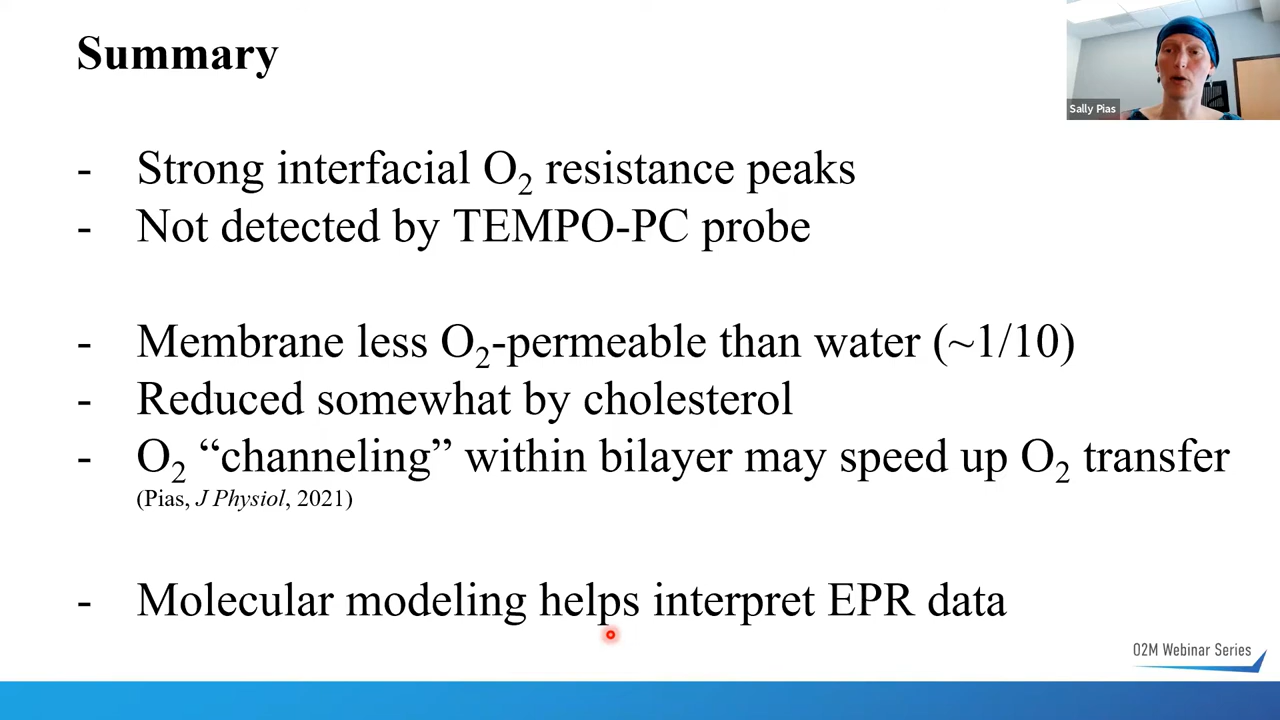 Summary
Sally Pias
- Strong interfacial O₂ resistance peaks
- Not detected by TEMPO-PC probe
- Membrane less O₂-permeable than water (~1/10)
- Reduced somewhat by cholesterol
- O₂ “channeling” within bilayer may speed up O₂ transfer
(Pias, J Physiol, 2021)
- Molecular modeling helps interpret EPR data
O2M Webinar Series